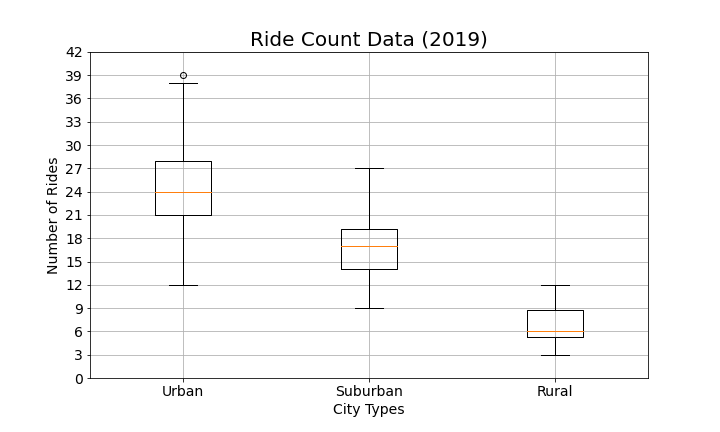 Ride Count Data (2019)
42
39
36
33
30
27
24
21
18
15
12
9
6
3
0
Number of Rides
Urban
Suburban
Rural
City Types